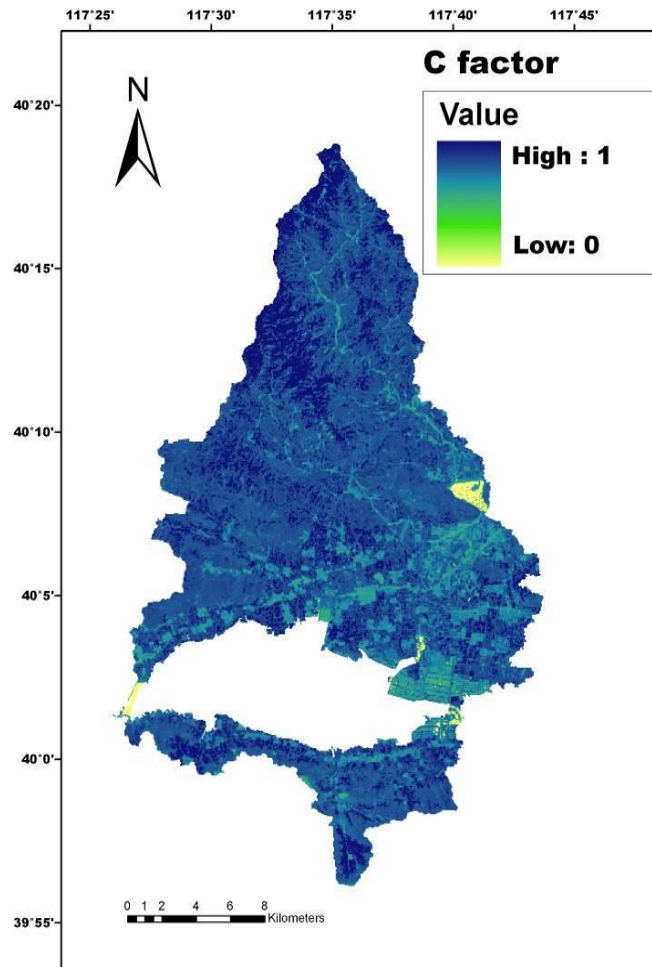 117°25' 117°30' 117°35' 117°40' 117°45'
C factor
N
Value
40°20'
High : 1
Low: 0
40°15'
40°10'
40°5'
40°0'
0 1 2 4 6 8
Kilometers
39°55'